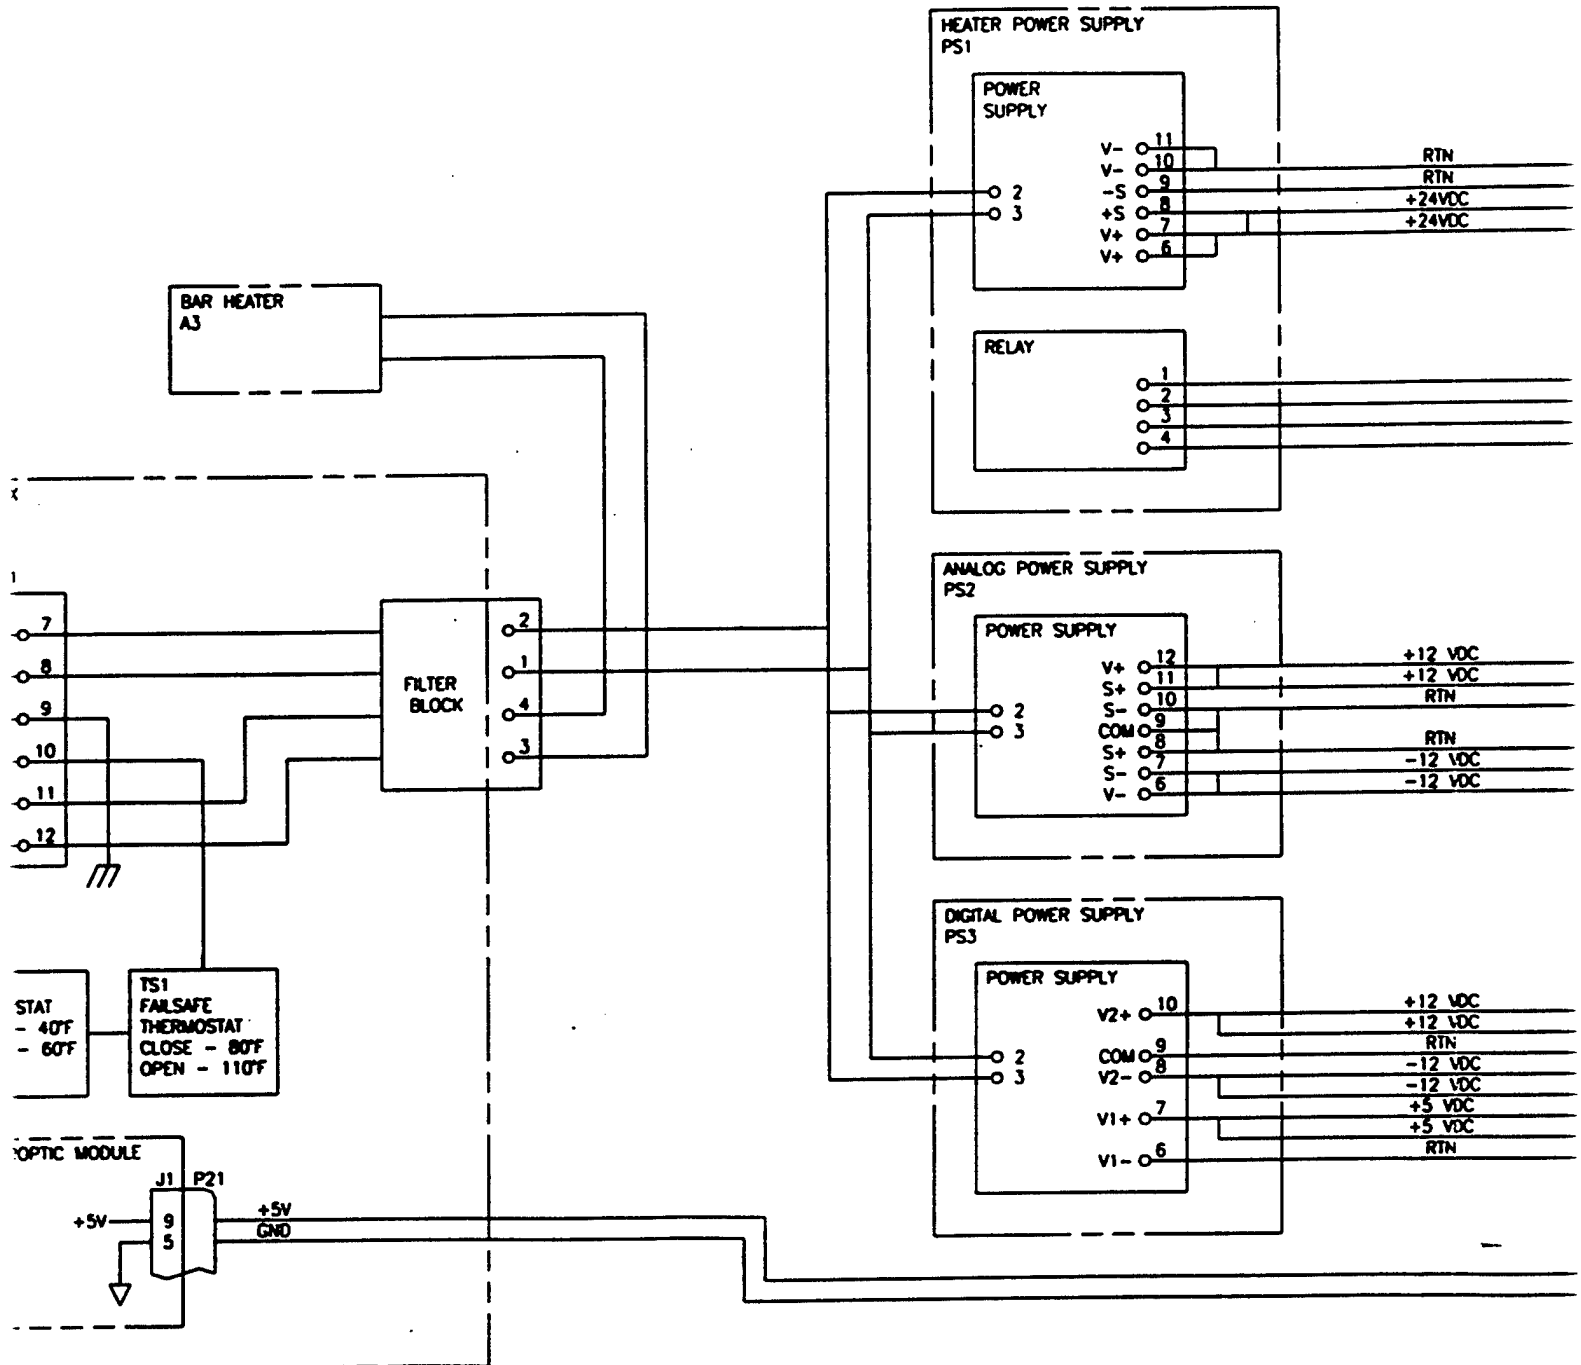 HEATER POWER SUPPLY
PS1
POWER
SUPPLY
V- 11
V- 10
-S 9
+S 8
V+ 7
V+ 6
2
3
RTN
RTN
+24VDC
+24VDC
RELAY
1
2
3
4
BAR HEATER
A3
X
1
7
8
9
10
11
12
FILTER
BLOCK
2
1
4
3
ANALOG POWER SUPPLY
PS2
POWER SUPPLY
V+ 12
S+ 11
S- 10
COM 9
S+ 8
S- 7
V- 6
2
3
+12 VDC
+12 VDC
RTN
RTN
-12 VDC
-12 VDC
DIGITAL POWER SUPPLY
PS3
POWER SUPPLY
V2+ 10
COM 9
V2- 8
V1+ 7
V1- 6
2
3
+12 VDC
+12 VDC
RTN
-12 VDC
-12 VDC
+5 VDC
+5 VDC
RTN
STAT
- 40°F
- 60°F
TS1
FAILSAFE
THERMOSTAT
CLOSE - 80°F
OPEN - 110°F
OPTIC MODULE
J1 P21
+5V 9 +5V
5 GND